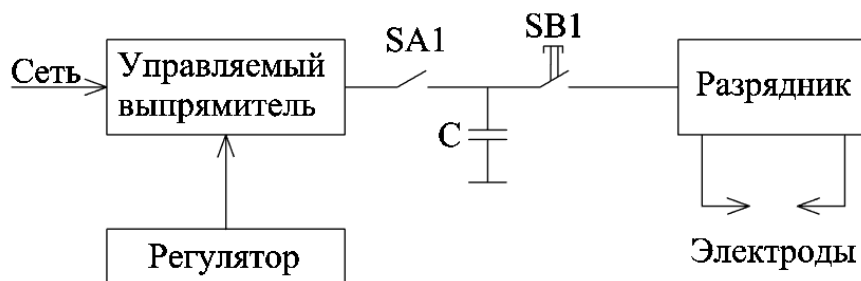 Сеть
Управляемый
выпрямитель
SA1
SB1
C
Разрядник
Регулятор
Электроды